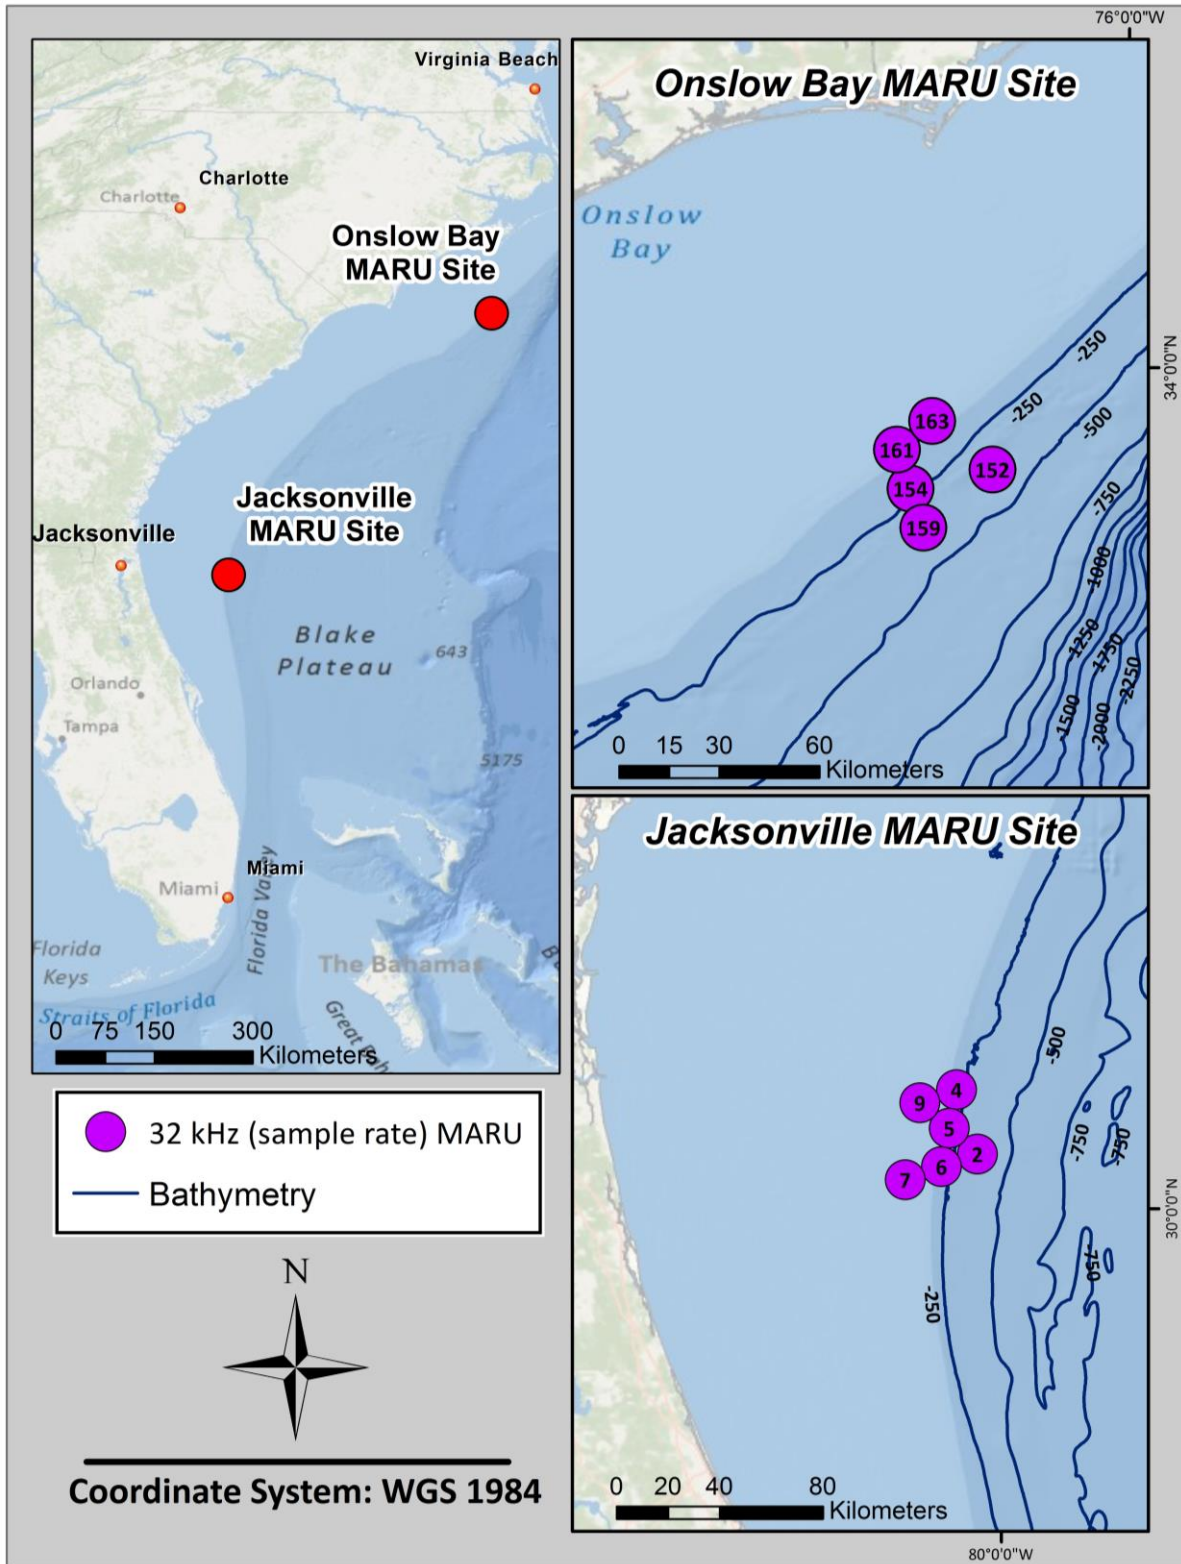 76°0'0"W
Virginia Beach
Charlotte
Charlotte
Onslow Bay
MARU Site
Jacksonville
MARU Site
Jacksonville
Blake
Plateau
643
Orlando
Tampa
5175
Miami
Miami
Florida Valley
Florida
Keys
The Bahamas
Straits of Florida
Great Bah
0 75 150 300
Kilometers
Onslow Bay MARU Site
Onslow
Bay
-250
34°0'0"N
-250
-500
163
161
152
154
159
-750
-1000
-1250
-1750
-2250
-1500
-2000
0 15 30 60
Kilometers
Jacksonville MARU Site
-500
4
9
5
2
6
7
-750
-750
30°0'0"N
-750
-250
0 20 40 80
Kilometers
80°0'0"W
32 kHz (sample rate) MARU
Bathymetry
N
Coordinate System: WGS 1984